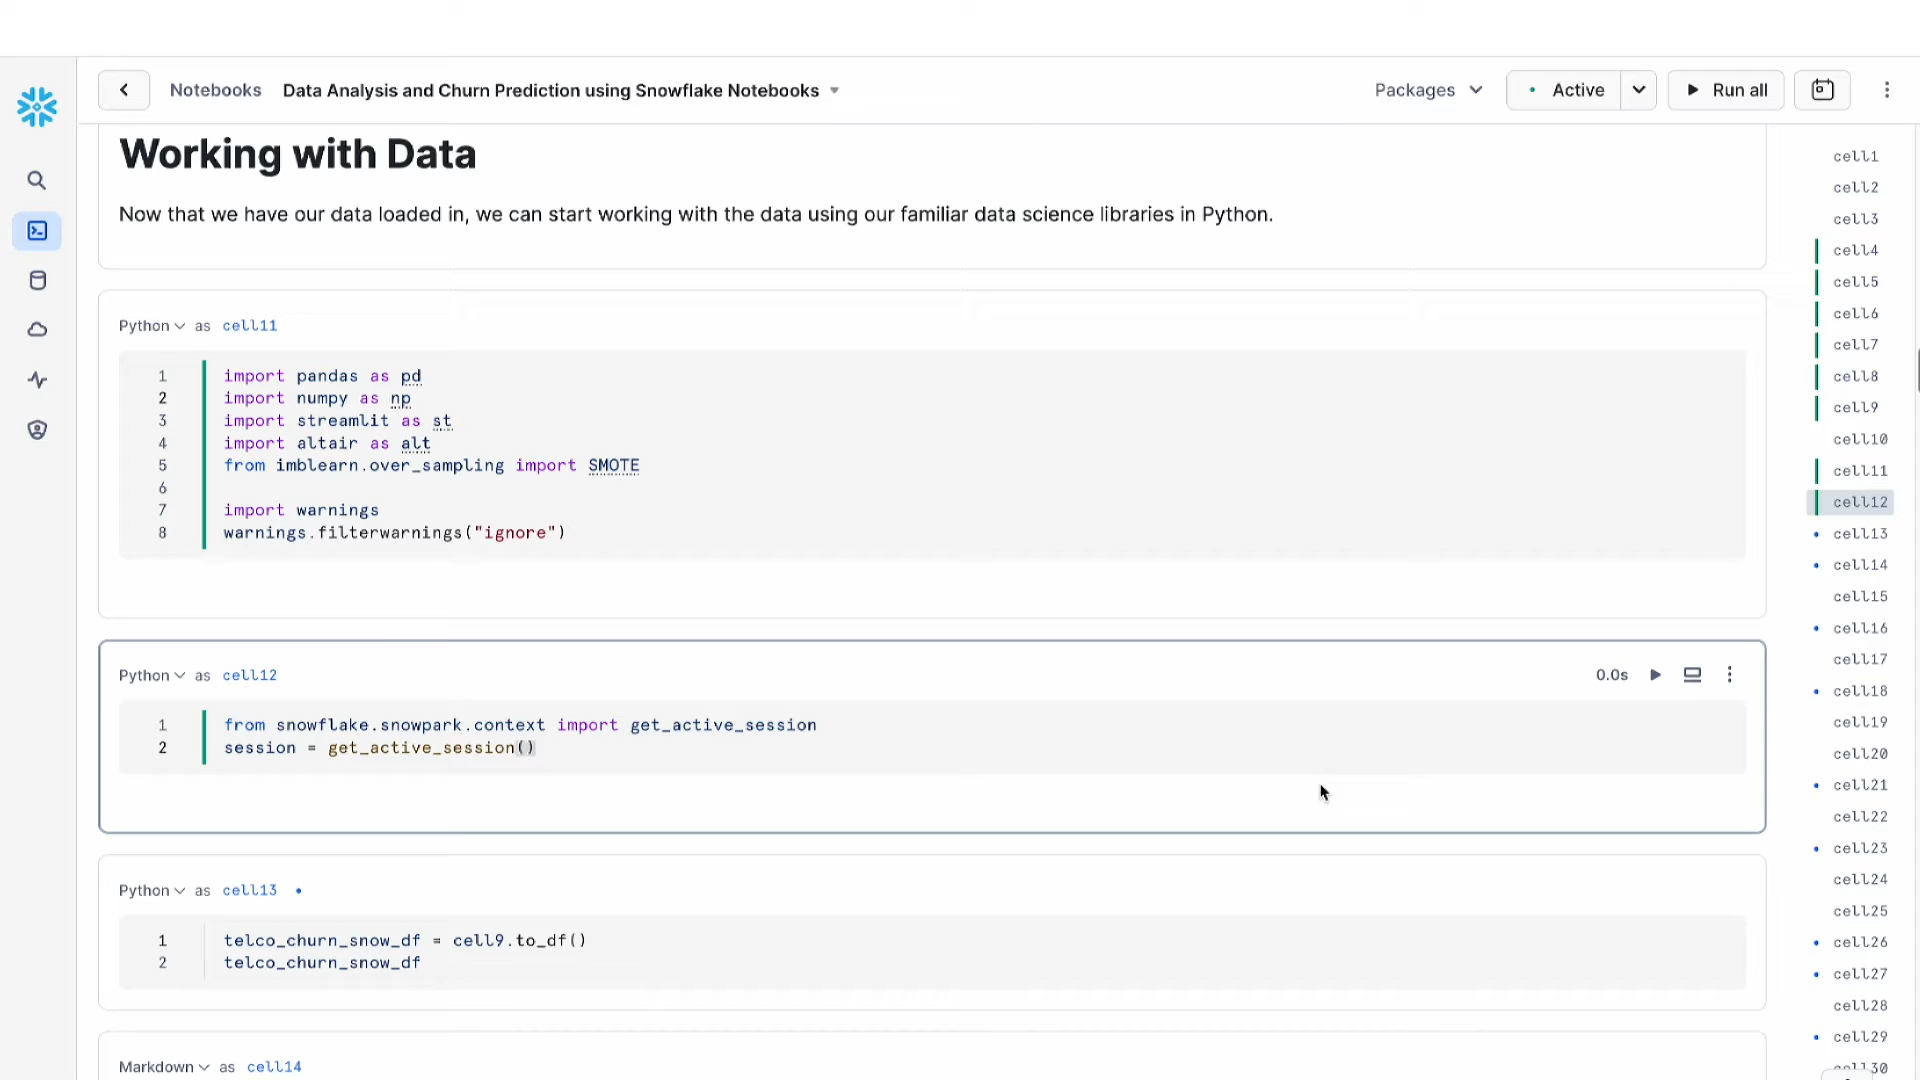 Notebooks Data Analysis and Churn Prediction using Snowflake Notebooks
Packages Active Run all
Working with Data
Now that we have our data loaded in, we can start working with the data using our familiar data science libraries in Python.
Python as cell11
1 import pandas as pd
2 import numpy as np
3 import streamlit as st
4 import altair as alt
5 from imblearn.over_sampling import SMOTE
6
7 import warnings
8 warnings.filterwarnings("ignore")
Python as cell12
0.0s
1 from snowflake.snowpark.context import get_active_session
2 session = get_active_session()
Python as cell13
1 telco_churn_snow_df = cell9.to_df()
2 telco_churn_snow_df
Markdown as cell14
cell1
cell2
cell3
cell4
cell5
cell6
cell7
cell8
cell9
cell10
cell11
cell12
cell13
cell14
cell15
cell16
cell17
cell18
cell19
cell20
cell21
cell22
cell23
cell24
cell25
cell26
cell27
cell28
cell29
cell30